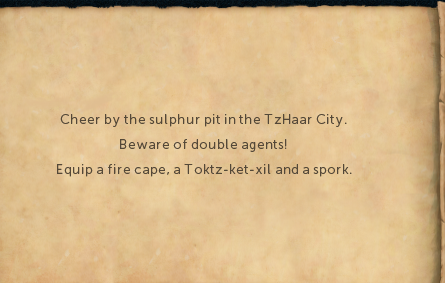 Cheer by the sulphur pit in the TzHaar City.
Beware of double agents!
Equip a fire cape, a Toktz-ket-xil and a spork.